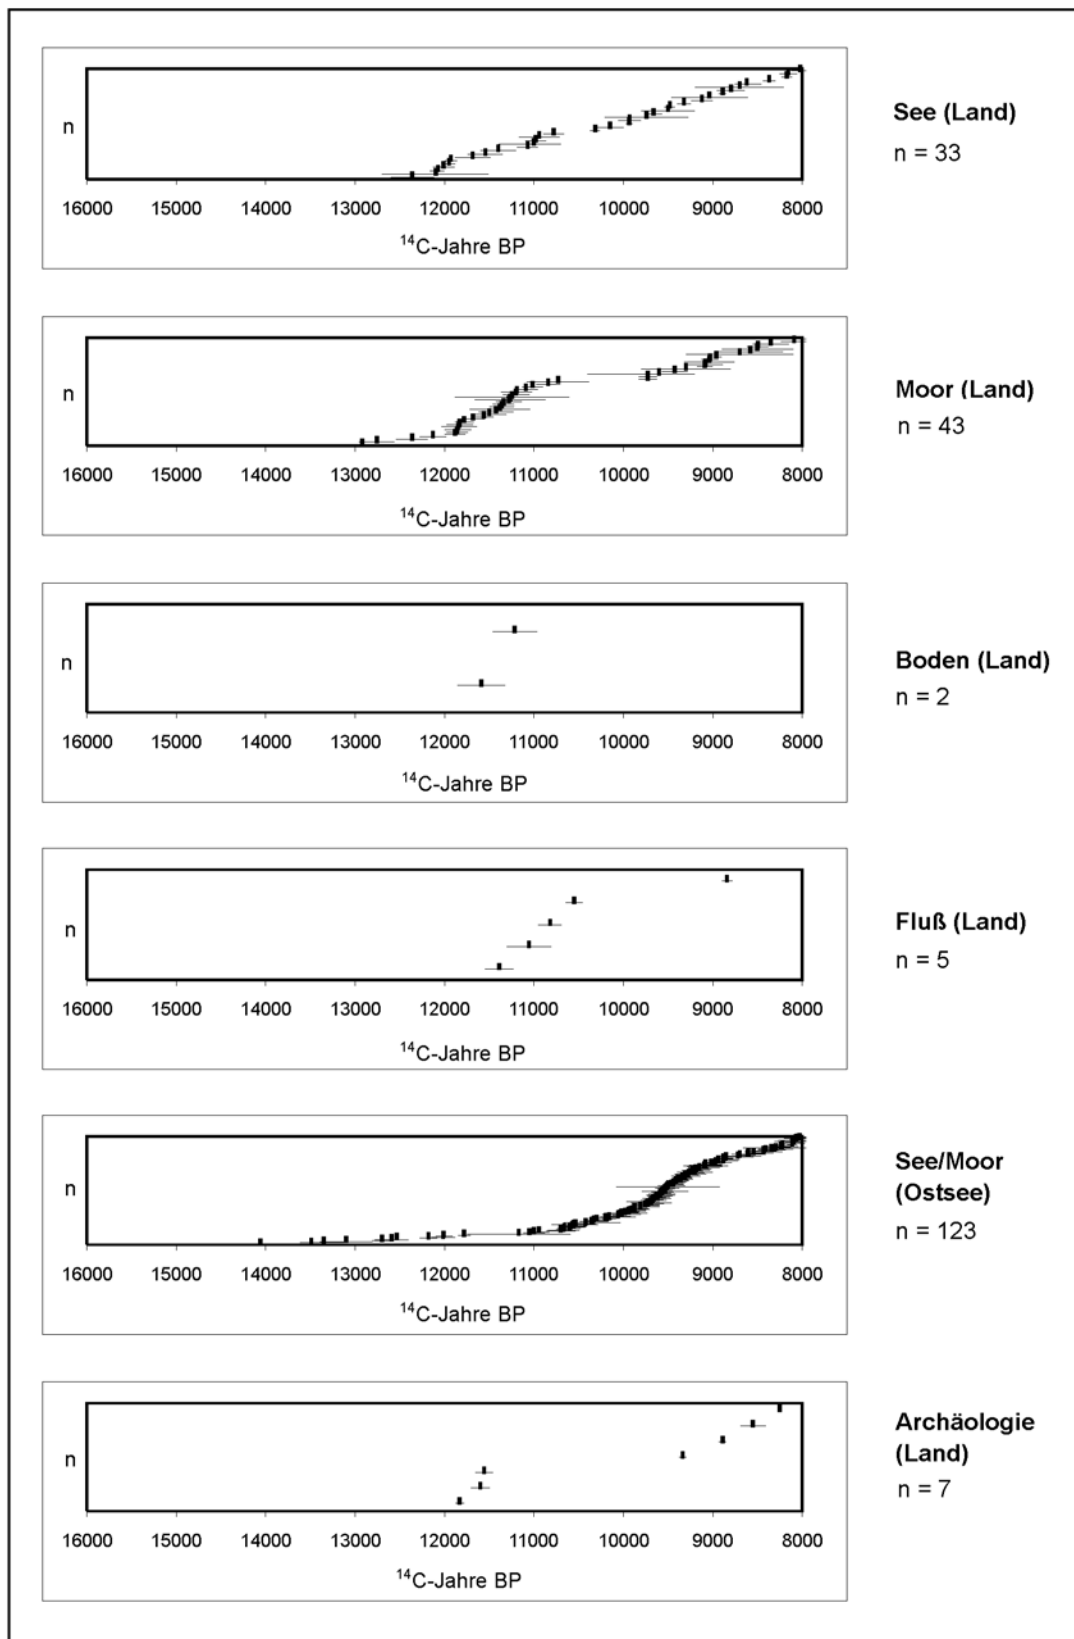 See (Land)
n = 33
n
16000 15000 14000 13000 12000 11000 10000 9000 8000
¹⁴C-Jahre BP
Moor (Land)
n = 43
n
16000 15000 14000 13000 12000 11000 10000 9000 8000
¹⁴C-Jahre BP
Boden (Land)
n = 2
n
16000 15000 14000 13000 12000 11000 10000 9000 8000
¹⁴C-Jahre BP
Fluß (Land)
n = 5
n
16000 15000 14000 13000 12000 11000 10000 9000 8000
¹⁴C-Jahre BP
See/Moor
(Ostsee)
n = 123
n
16000 15000 14000 13000 12000 11000 10000 9000 8000
¹⁴C-Jahre BP
Archäologie
(Land)
n = 7
n
16000 15000 14000 13000 12000 11000 10000 9000 8000
¹⁴C-Jahre BP